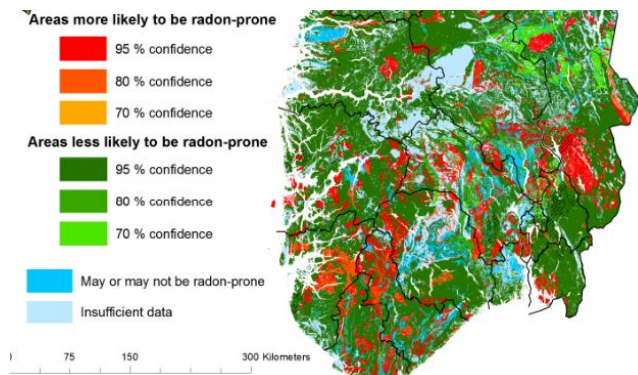 Areas more likely to be radon-prone
95 % confidence
80 % confidence
70 % confidence
Areas less likely to be radon-prone
95 % confidence
80 % confidence
70 % confidence
May or may not be radon-prone
Insufficient data
0 75 150 300 Kilometers